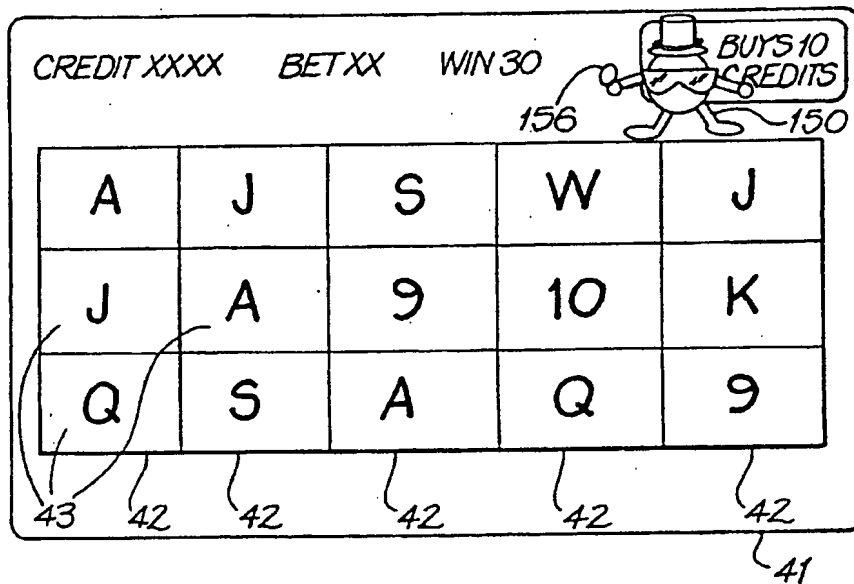 CREDIT XXXX BET XX WIN 30 BUYS 10
CREDITS
156 150
A J S W J
J A 9 10 K
Q S A Q 9
43 42 42 42 42 42
41